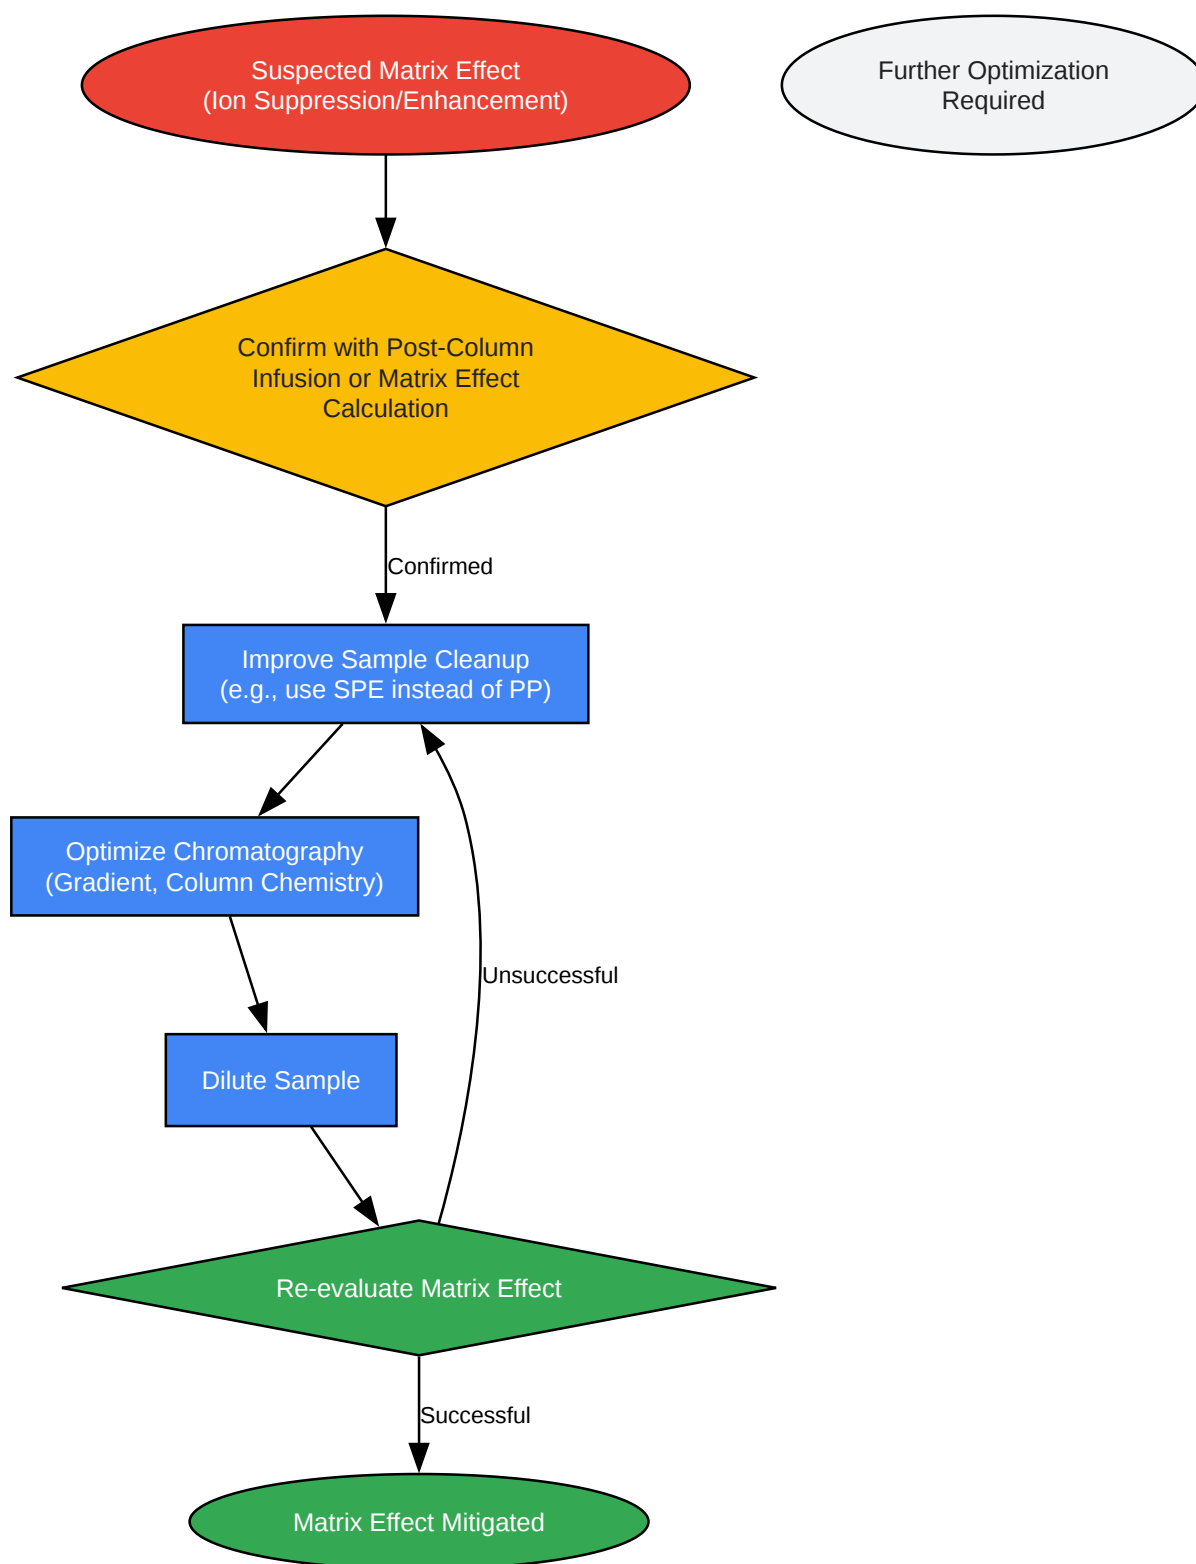 Suspected Matrix Effect
(Ion Suppression/Enhancement)
Further Optimization
Required
Confirm with Post-Column
Infusion or Matrix Effect
Calculation
Confirmed
Improve Sample Cleanup
(e.g., use SPE instead of PP)
Optimize Chromatography
(Gradient, Column Chemistry)
Unsuccessful
Dilute Sample
Re-evaluate Matrix Effect
Successful
Matrix Effect Mitigated